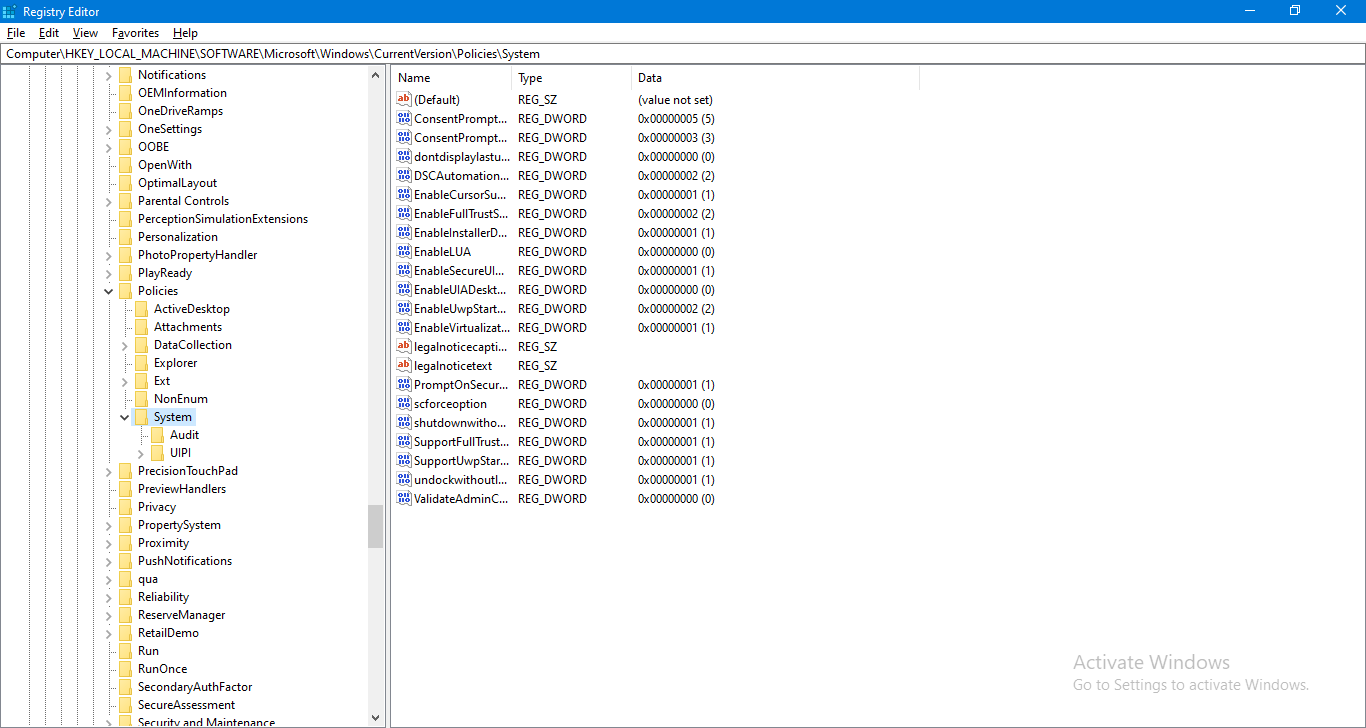 Registry Editor
File Edit View Favorites Help
Computer\HKEY_LOCAL_MACHINE\SOFTWARE\Microsoft\Windows\CurrentVersion\Policies\System
Notifications
OEMInformation
OneDriveRamps
OneSettings
OOBE
OpenWith
OptimalLayout
Parental Controls
PerceptionSimulationExtensions
Personalization
PhotoPropertyHandler
PlayReady
Policies
ActiveDesktop
Attachments
DataCollection
Explorer
Ext
NonEnum
System
Audit
UIPI
PrecisionTouchPad
PreviewHandlers
Privacy
PropertySystem
Proximity
PushNotifications
qua
Reliability
ReserveManager
RetailDemo
Run
RunOnce
SecondaryAuthFactor
SecureAssessment
Security and Maintenance
Name Type Data
(Default) REG_SZ (value not set)
ConsentPrompt... REG_DWORD 0x00000005 (5)
ConsentPrompt... REG_DWORD 0x00000003 (3)
dontdisplaylastu... REG_DWORD 0x00000000 (0)
DSCAutomation... REG_DWORD 0x00000002 (2)
EnableCursorSu... REG_DWORD 0x00000001 (1)
EnableFullTrustS... REG_DWORD 0x00000002 (2)
EnableInstallerD... REG_DWORD 0x00000001 (1)
EnableLUA REG_DWORD 0x00000000 (0)
EnableSecureUI... REG_DWORD 0x00000001 (1)
EnableUIADeskt... REG_DWORD 0x00000000 (0)
EnableUwpStart... REG_DWORD 0x00000002 (2)
EnableVirtualizat... REG_DWORD 0x00000001 (1)
legalnoticecapti... REG_SZ
legalnoticetext REG_SZ
PromptOnSecur... REG_DWORD 0x00000001 (1)
scforceoption REG_DWORD 0x00000000 (0)
shutdownwitho... REG_DWORD 0x00000001 (1)
SupportFullTrust... REG_DWORD 0x00000001 (1)
SupportUwpStar... REG_DWORD 0x00000001 (1)
undockwithoutl... REG_DWORD 0x00000001 (1)
ValidateAdminC... REG_DWORD 0x00000000 (0)
Activate Windows
Go to Settings to activate Windows.